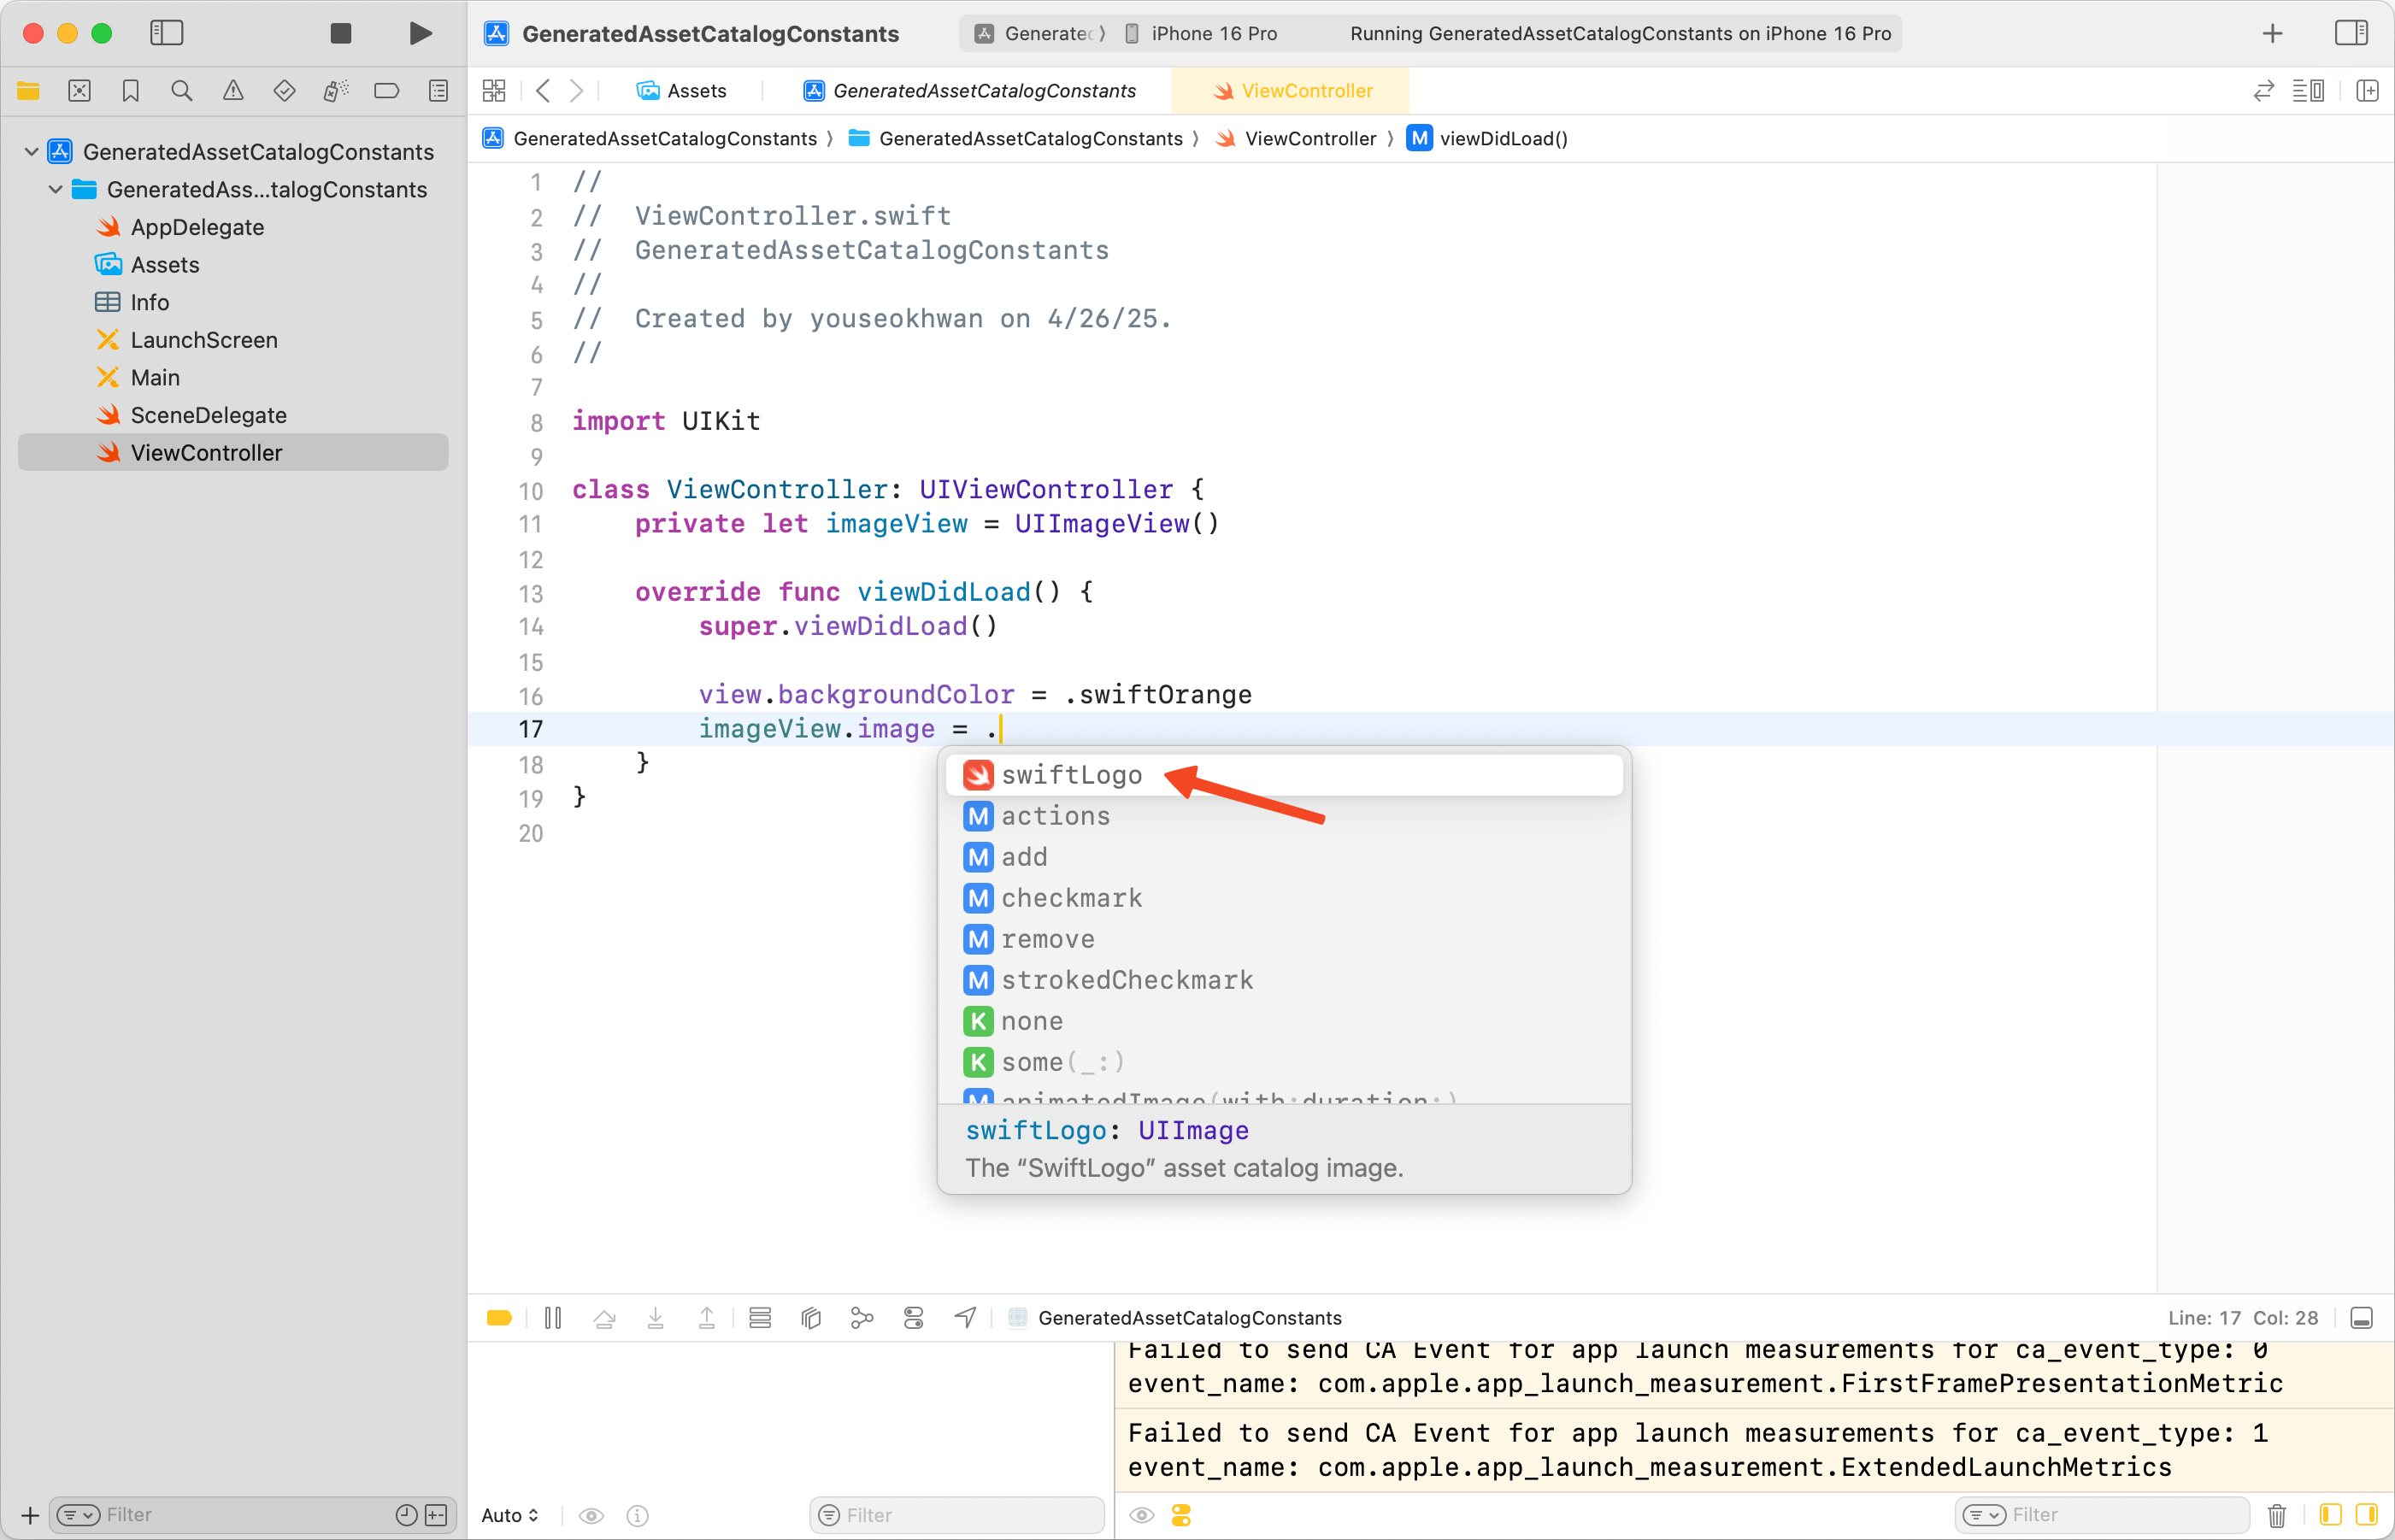 GeneratedAssetCatalogConstants
Generatec 〉 iPhone 16 Pro
Running GeneratedAssetCatalogConstants on iPhone 16 Pro
Assets
GeneratedAssetCatalogConstants
ViewController
GeneratedAssetCatalogConstants 〉 GeneratedAssetCatalogConstants 〉 ViewController 〉 M viewDidLoad()
GeneratedAssetCatalogConstants
GeneratedAss...talogConstants
AppDelegate
Assets
Info
LaunchScreen
Main
SceneDelegate
ViewController
1 //
2 //  ViewController.swift
3 //  GeneratedAssetCatalogConstants
4 //
5 //  Created by youseokhwan on 4/26/25.
6 //
7
8 import UIKit
9
10 class ViewController: UIViewController {
11     private let imageView = UIImageView()
12
13     override func viewDidLoad() {
14         super.viewDidLoad()
15
16         view.backgroundColor = .swiftOrange
17         imageView.image = .
18     }
19 }
20
swiftLogo
M actions
M add
M checkmark
M remove
M strokedCheckmark
K none
K some(_:)
M animatedImage(with:duration:)
swiftLogo: UIImage
The “SwiftLogo” asset catalog image.
GeneratedAssetCatalogConstants
Line: 17 Col: 28
Failed to send CA Event for app launch measurements for ca_event_type: 0
event_name: com.apple.app_launch_measurement.FirstFramePresentationMetric
Failed to send CA Event for app launch measurements for ca_event_type: 1
event_name: com.apple.app_launch_measurement.ExtendedLaunchMetrics
Filter
Auto
Filter
Filter